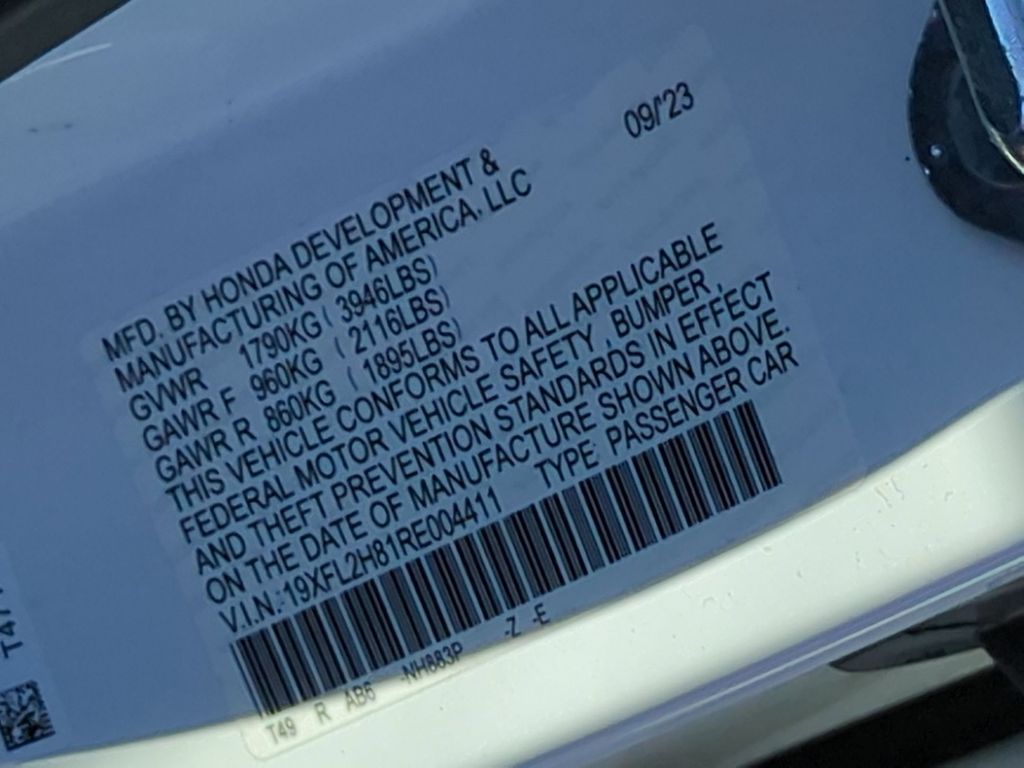 09/'23
MFD. BY HONDA DEVELOPMENT &
MANUFACTURING OF AMERICA, LLC
GVWR 1790KG ( 3946LBS)
GAWR F 960KG ( 2116LBS)
GAWR R 860KG ( 1895LBS)
THIS VEHICLE CONFORMS TO ALL APPLICABLE
FEDERAL MOTOR VEHICLE SAFETY , BUMPER ,
AND THEFT PREVENTION STANDARDS IN EFFECT
ON THE DATE OF MANUFACTURE SHOWN ABOVE.
V.I.N.:19XFL2H81RE004411 TYPE: PASSENGER CAR
T49 R AB6 -NH883P -Z -E